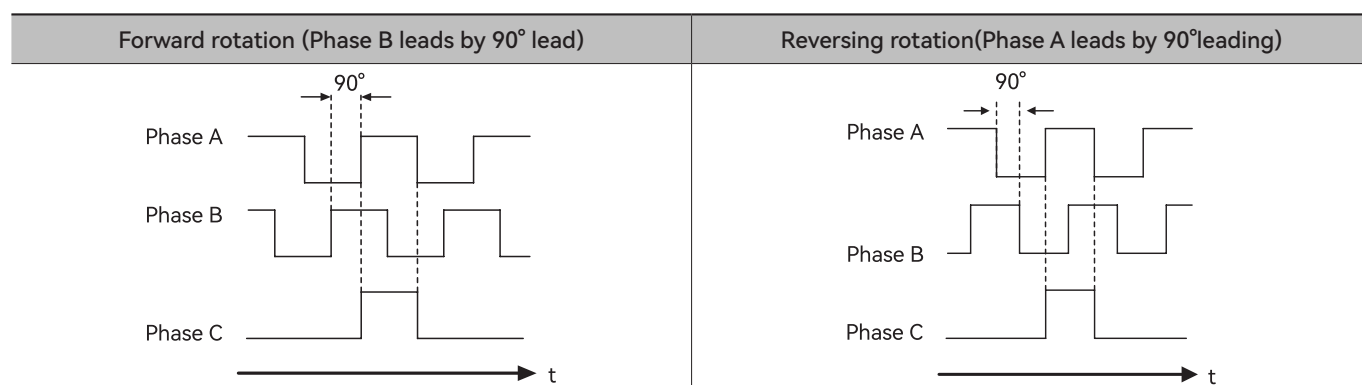 Forward rotation (Phase B leads by 90° lead)
Reversing rotation(Phase A leads by 90°leading)
90°
Phase A
Phase B
Phase C
t
90°
Phase A
Phase B
Phase C
t